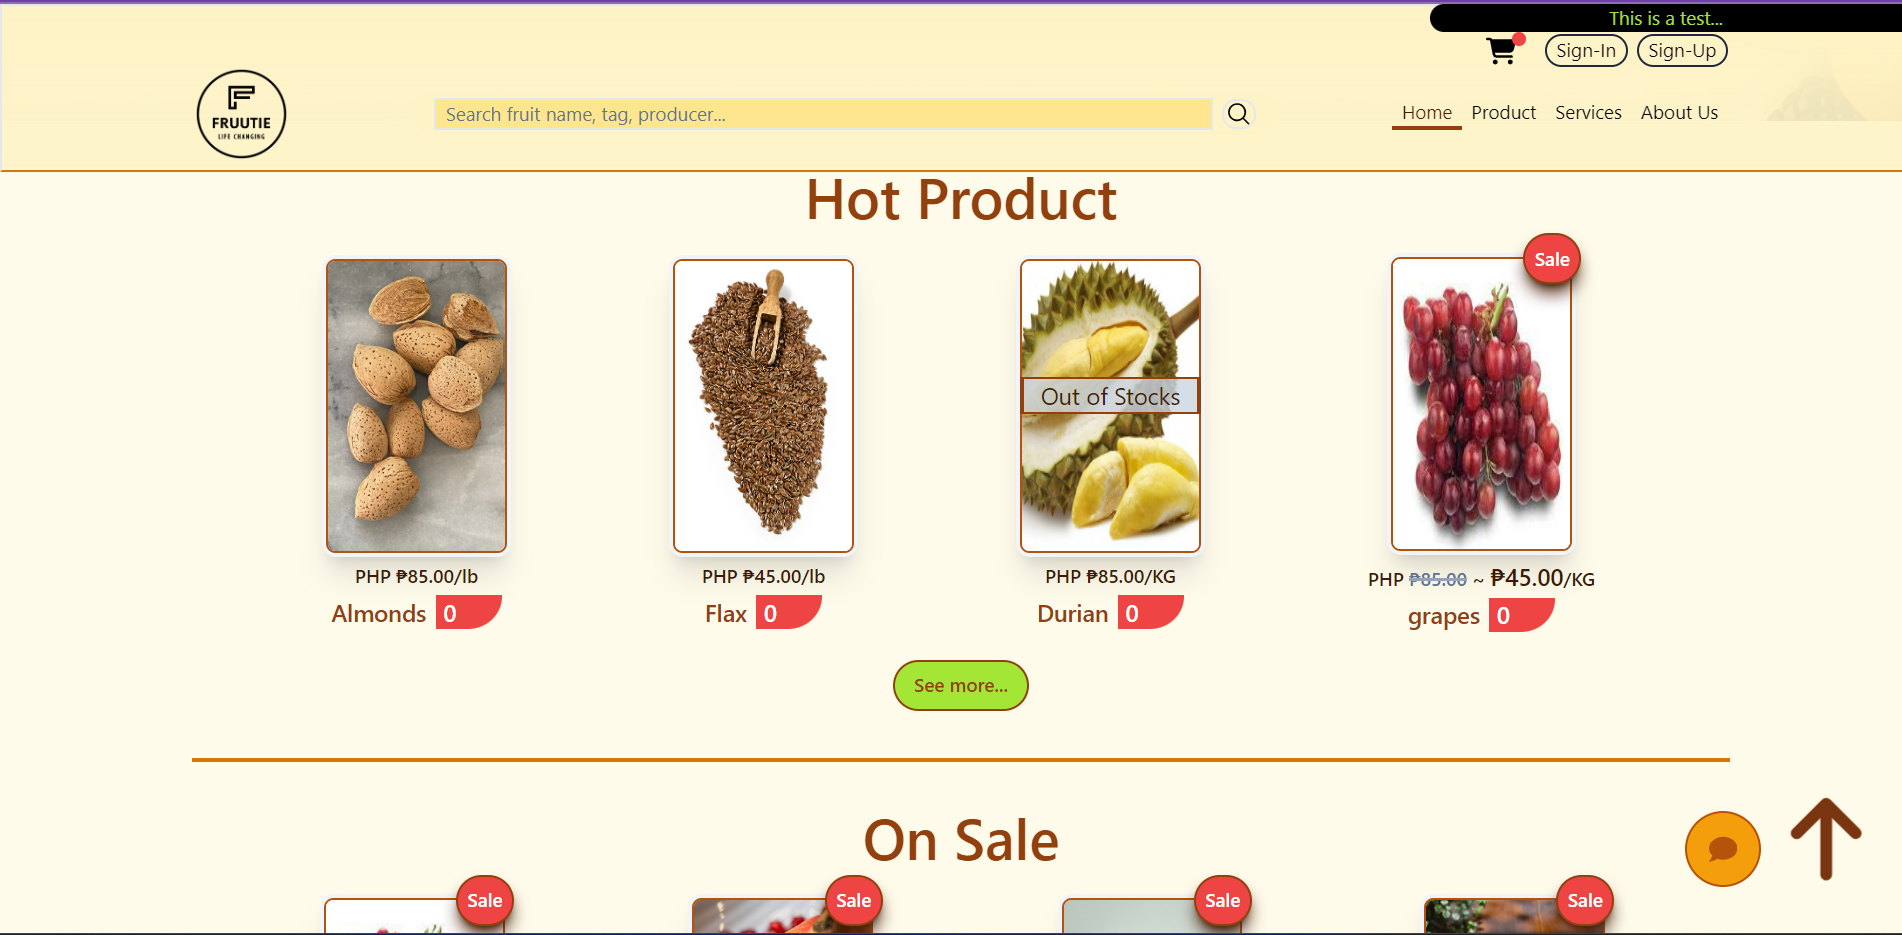 This is a test...
Sign-In Sign-Up
FRUUTIE
LIFE CHANGING
Search fruit name, tag, producer...
Home Product Services About Us
Hot Product
Sale
Out of Stocks
PHP ₱85.00/lb
Almonds 0
PHP ₱45.00/lb
Flax 0
PHP ₱85.00/KG
Durian 0
PHP ₱85.00 ~ ₱45.00/KG
grapes 0
See more...
On Sale
Sale
Sale
Sale
Sale